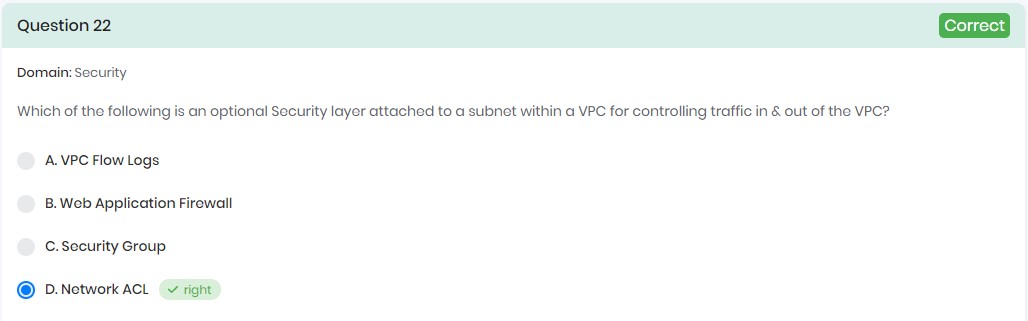 Question 22
Correct
Domain: Security
Which of the following is an optional Security layer attached to a subnet within a VPC for controlling traffic in & out of the VPC?
A. VPC Flow Logs
B. Web Application Firewall
C. Security Group
D. Network ACL
right